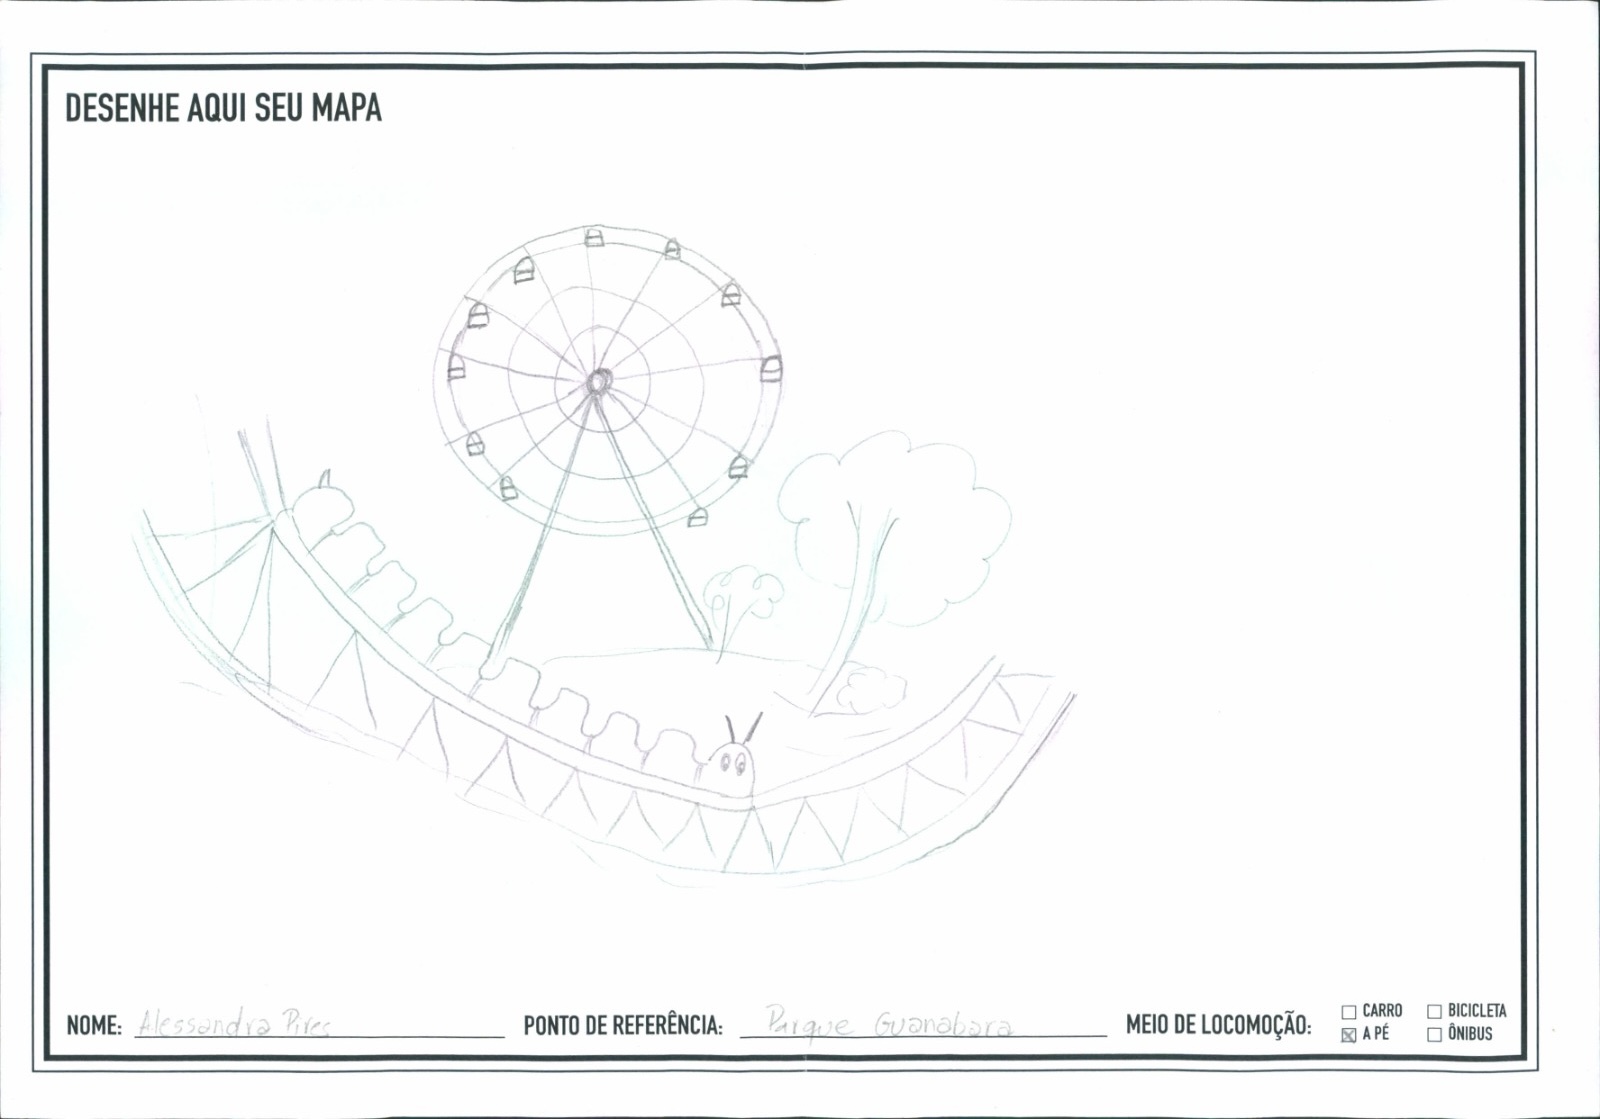 DESENHE AQUI SEU MAPA
NOME: Alessandra Pires PONTO DE REFERÊNCIA: Parque Guanabara MEIO DE LOCOMOÇÃO: CARRO BICICLETA
A PÉ ÔNIBUS